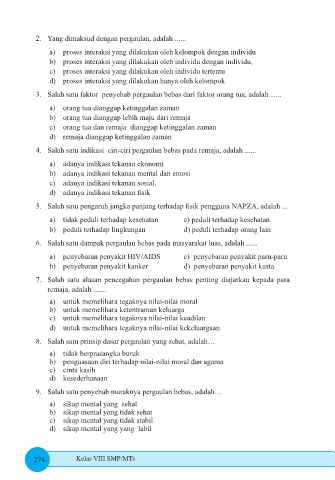 2. Yang dimaksud dengan pergaulan, adalah ......
a) proses interaksi yang dilakukan oleh kelompok dengan individu
b) proses interaksi yang dilakukan oleh individu dengan individu,
c) proses interaksi yang dilakukan oleh individu tertentu
d) proses interaksi yang dilakukan hanya oleh kelompok
3. Salah satu faktor penyebab pergaulan bebas dari faktor orang tua, adalah ......
a) orang tua dianggap ketinggalan zaman
b) orang tua dianggap lebih maju dari remaja
c) orang tua dan remaja dianggap ketinggalan zaman
d) remaja dianggap ketinggalan zaman
4. Salah satu indikasi ciri-ciri pergaulan bebas pada remaja, adalah ......
a) adanya indikasi tekanan ekonomi
b) adanya indikasi tekanan mental dan emosi
c) adanya indikasi tekanan sosial.
d) adanya indikasi tekanan fisik
5. Salah satu pengaruh jangka panjang terhadap fisik pengguna NAPZA, adalah ...
a) tidak peduli terhadap kesehatan c) peduli terhadap kesehatan
b) peduli terhadap lingkungan d) peduli terhadap orang lain
6. Salah satu dampak pergaulan bebas pada masyarakat luas, adalah ......
a) penyebaran penyakit HIV/AIDS c) penyebaran penyakit paru-paru
b) penyebaran penyakit kanker d) penyebaran penyakit kusta
7. Salah satu alasan pencegahan pergaulan bebas penting diajarkan kepada para
remaja, adalah .......
a) untuk memelihara tegaknya nilai-nilai moral
b) untuk memelihara ketentraman keluarga
c) untuk memelihara tegaknya nilai-nilai keadilan
d) untuk memelihara tegaknya nilai-nilai kekeluargaan
8. Salah satu prinsip dasar pergaulan yang sehat, adalah…
a) tidak berprasangka buruk
b) penguasaan diri terhadap nilai-nilai moral dan agama
c) cinta kasih
d) kesederhanaan
9. Salah satu penyebab maraknya pergaulan bebas, adalah…
a) sikap mental yang sehat
b) sikap mental yang tidak sehat
c) sikap mental yang tidak stabil
d) sikap mental yang yang labil
274 Kelas VIII SMP/MTs